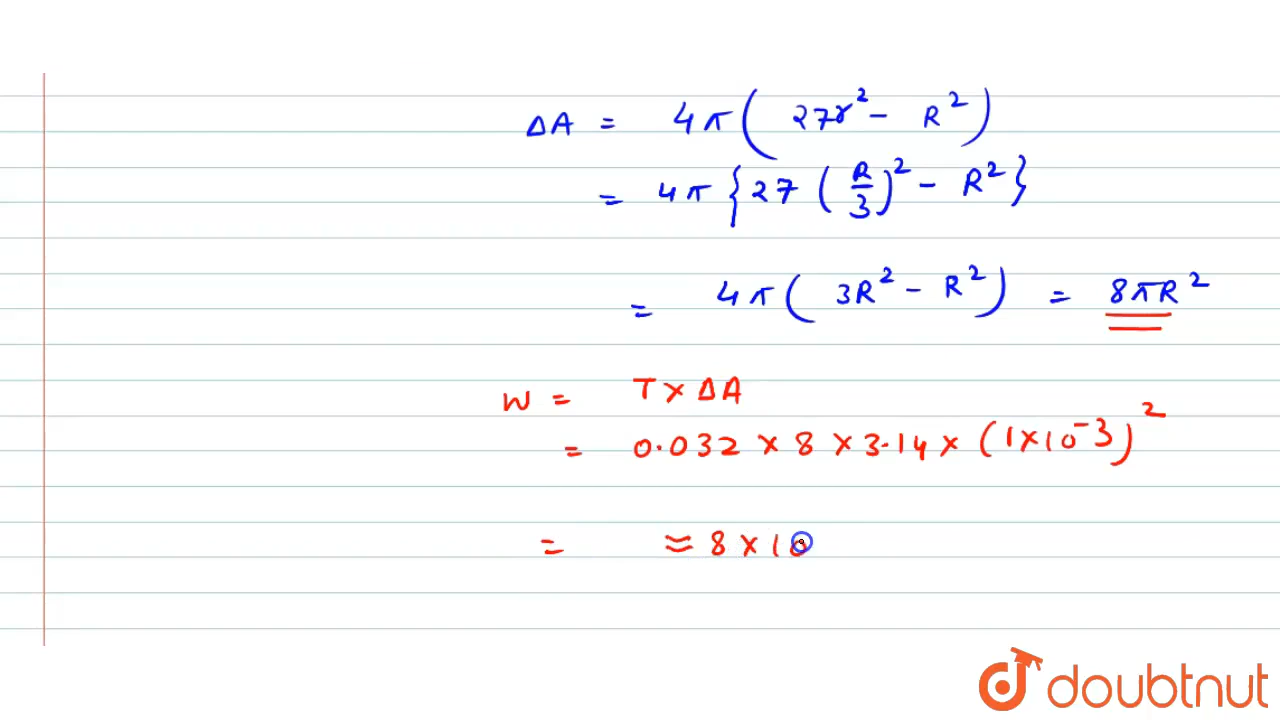 ΔA = 4π(27r² - R²)
= 4π{27(R/3)² - R²}
= 4π(3R² - R²) = 8πR²
W = T × ΔA
= 0.032 × 8 × 3.14 × (1×10⁻³)²
= ≈ 8 × 10
doubtnut